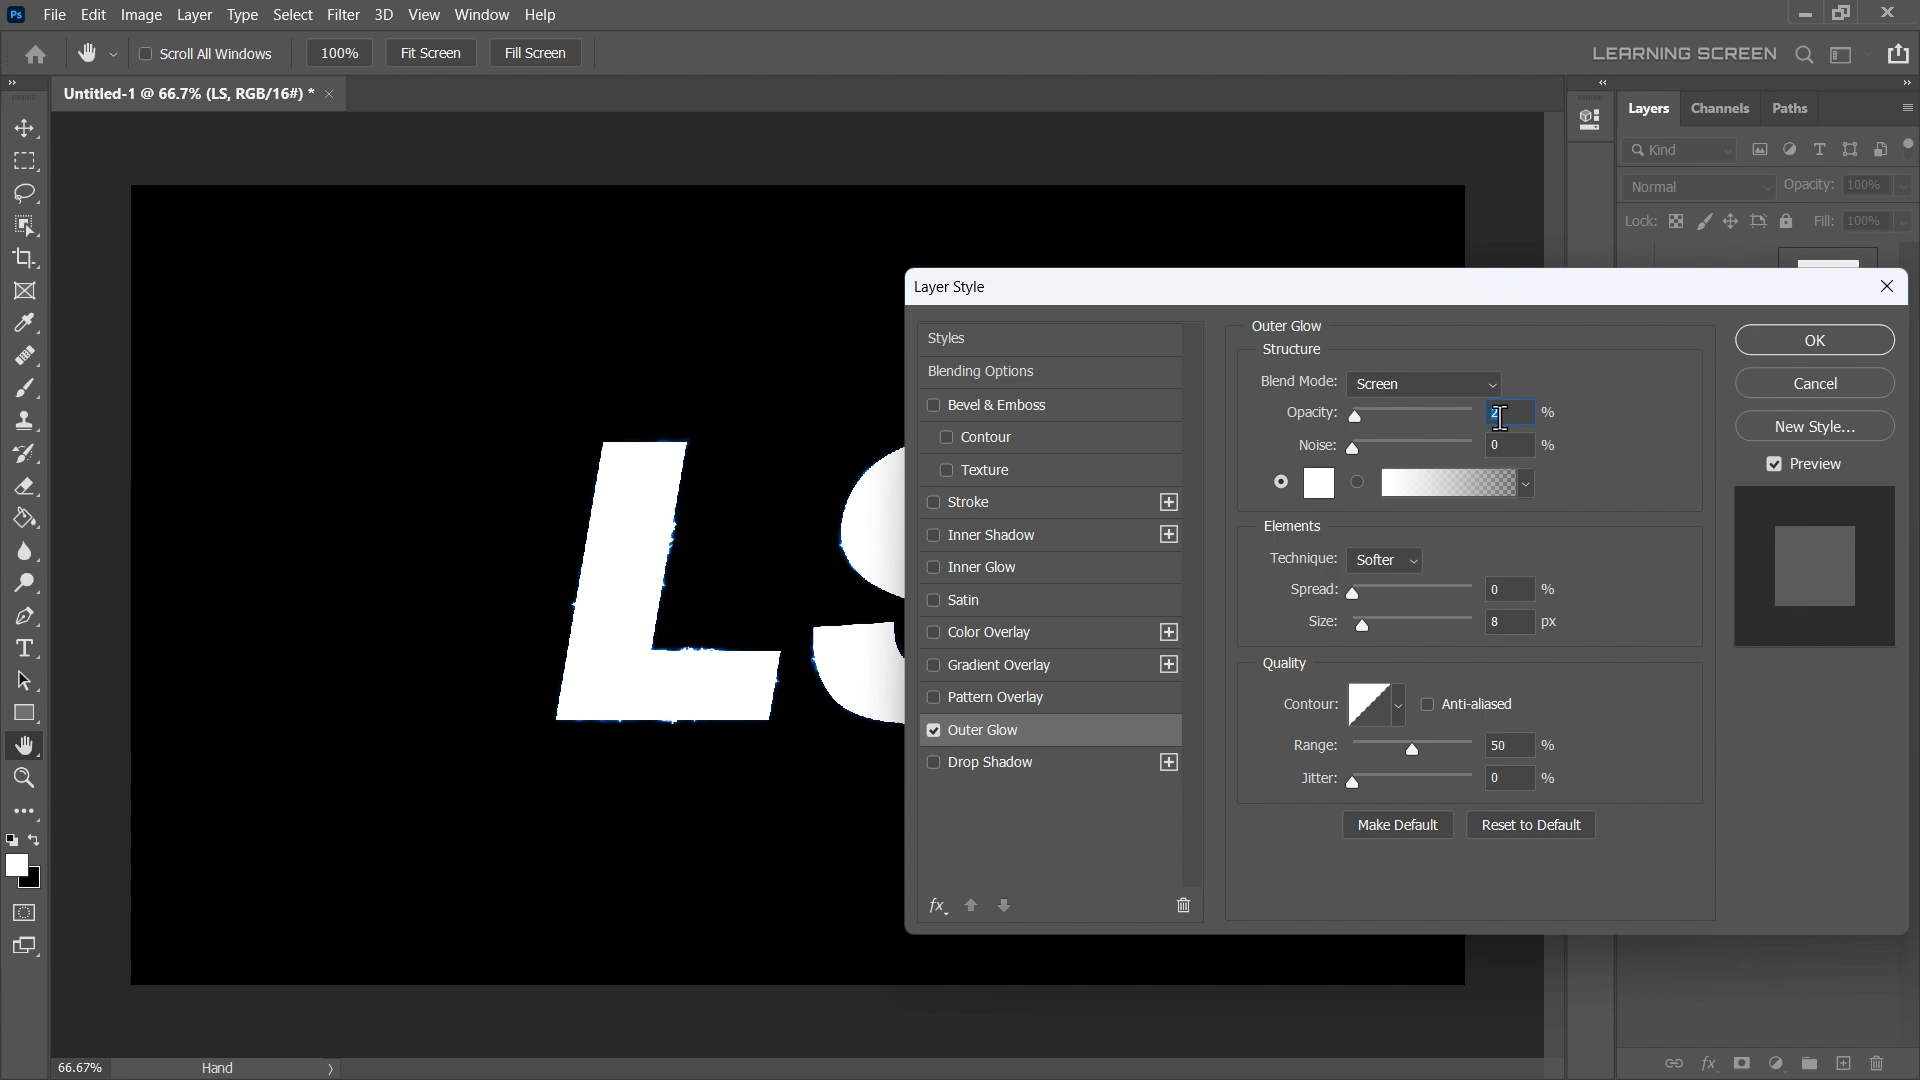 Ps File Edit Image Layer Type Select Filter 3D View Window Help
Scroll All Windows 100% Fit Screen Fill Screen LEARNING SCREEN
Untitled-1 @ 66.7% (LS, RGB/16#) *
Layers Channels Paths
Kind
Normal Opacity: 100%
Lock: Fill: 100%
LS
Layer Style
Styles
Blending Options
Bevel & Emboss
Contour
Texture
Stroke
Inner Shadow
Inner Glow
Satin
Color Overlay
Gradient Overlay
Pattern Overlay
Outer Glow
Drop Shadow
fx
Outer Glow
Structure
Blend Mode: Screen
Opacity: 2 %
Noise: 0 %
Elements
Technique: Softer
Spread: 0 %
Size: 8 px
Quality
Contour: Anti-aliased
Range: 50 %
Jitter: 0 %
Make Default Reset to Default
OK
Cancel
New Style...
Preview
66.67% Hand
fx